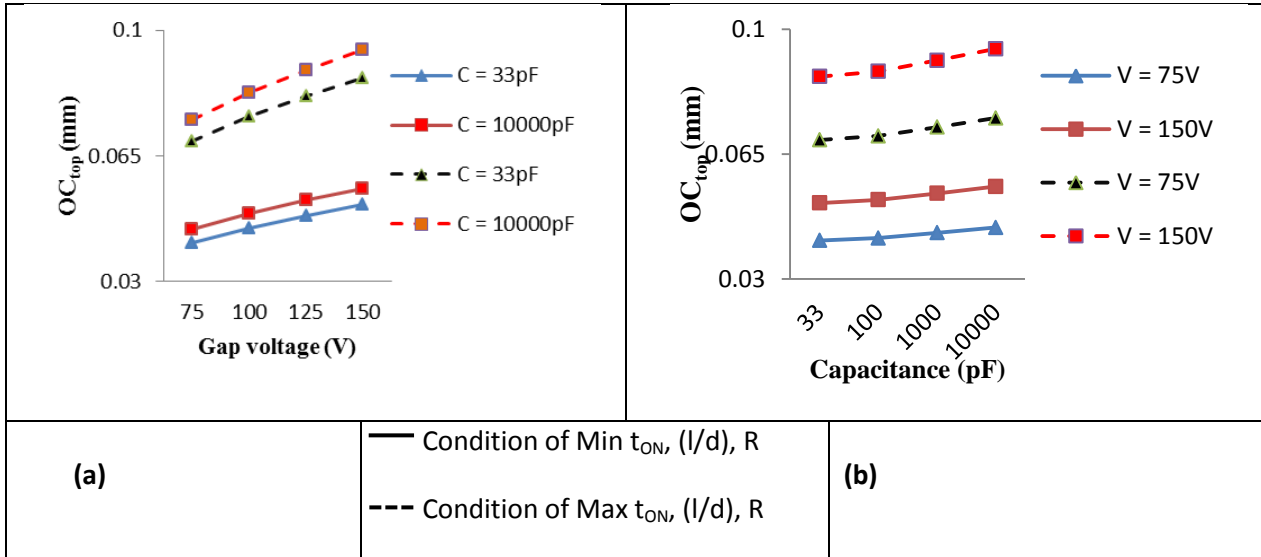 0.1
0.065
0.03
OCtop (mm)
75 100 125 150
Gap voltage (V)
C = 33pF
C = 10000pF
C = 33pF
C = 10000pF
0.1
0.065
0.03
OCtop (mm)
33 100 1000 10000
Capacitance (pF)
V = 75V
V = 150V
V = 75V
V = 150V
(a)
Condition of Min tON, (l/d), R
Condition of Max tON, (l/d), R
(b)